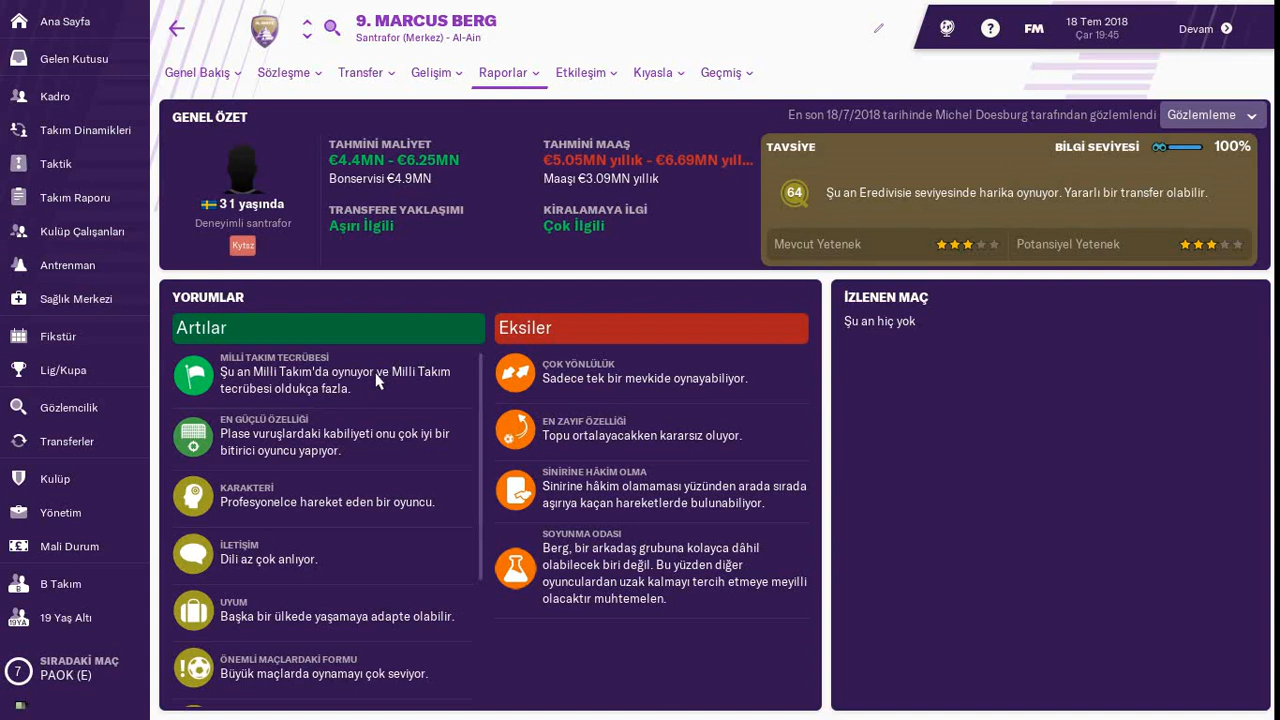 Ana Sayfa
Gelen Kutusu
Kadro
Takım Dinamikleri
Taktik
Takım Raporu
Kulüp Çalışanları
Antrenman
Sağlık Merkezi
Fikstür
Lig/Kupa
Gözlemcilik
Transferler
Kulüp
Yönetim
Mali Durum
B
B Takım
19YA
19 Yaş Altı
7
SIRADAKİ MAÇ
PAOK (E)
9. MARCUS BERG
Santrafor (Merkez) - Al-Ain
?
FM
18 Tem 2018
Çar 19:45
Devam
Genel Bakış
Sözleşme
Transfer
Gelişim
Raporlar
Etkileşim
Kıyasla
Geçmiş
GENEL ÖZET
En son 18/7/2018 tarihinde Michel Doesburg tarafından gözlemlendi
Gözlemleme
31 yaşında
Deneyimli santrafor
Kytsz
TAHMİNİ MALİYET
€4.4MN - €6.25MN
Bonservisi €4.9MN
TRANSFERE YAKLAŞIMI
Aşırı İlgili
TAHMİNİ MAAŞ
€5.05MN yıllık - €6.69MN yıll...
Maaşı €3.09MN yıllık
KİRALAMAYA İLGİ
Çok İlgili
TAVSİYE
BİLGİ SEVİYESİ
100%
64
Şu an Eredivisie seviyesinde harika oynuyor. Yararlı bir transfer olabilir.
Mevcut Yetenek
Potansiyel Yetenek
YORUMLAR
Artılar
MİLLİ TAKIM TECRÜBESİ
Şu an Milli Takım'da oynuyor ve Milli Takım
tecrübesi oldukça fazla.
EN GÜÇLÜ ÖZELLİĞİ
Plase vuruşlardaki kabiliyeti onu çok iyi bir
bitirici oyuncu yapıyor.
KARAKTERİ
Profesyonelce hareket eden bir oyuncu.
İLETİŞİM
Dili az çok anlıyor.
UYUM
Başka bir ülkede yaşamaya adapte olabilir.
ÖNEMLİ MAÇLARDAKİ FORMU
Büyük maçlarda oynamayı çok seviyor.
Eksiler
ÇOK YÖNLÜLÜK
Sadece tek bir mevkide oynayabiliyor.
EN ZAYIF ÖZELLİĞİ
Topu ortalayacakken kararsız oluyor.
SİNİRİNE HÂKİM OLMA
Sinirine hâkim olamaması yüzünden arada sırada
aşırıya kaçan hareketlerde bulunabiliyor.
SOYUNMA ODASI
Berg, bir arkadaş grubuna kolayca dâhil
olabilecek biri değil. Bu yüzden diğer
oyunculardan uzak kalmayı tercih etmeye meyilli
olacaktır muhtemelen.
İZLENEN MAÇ
Şu an hiç yok